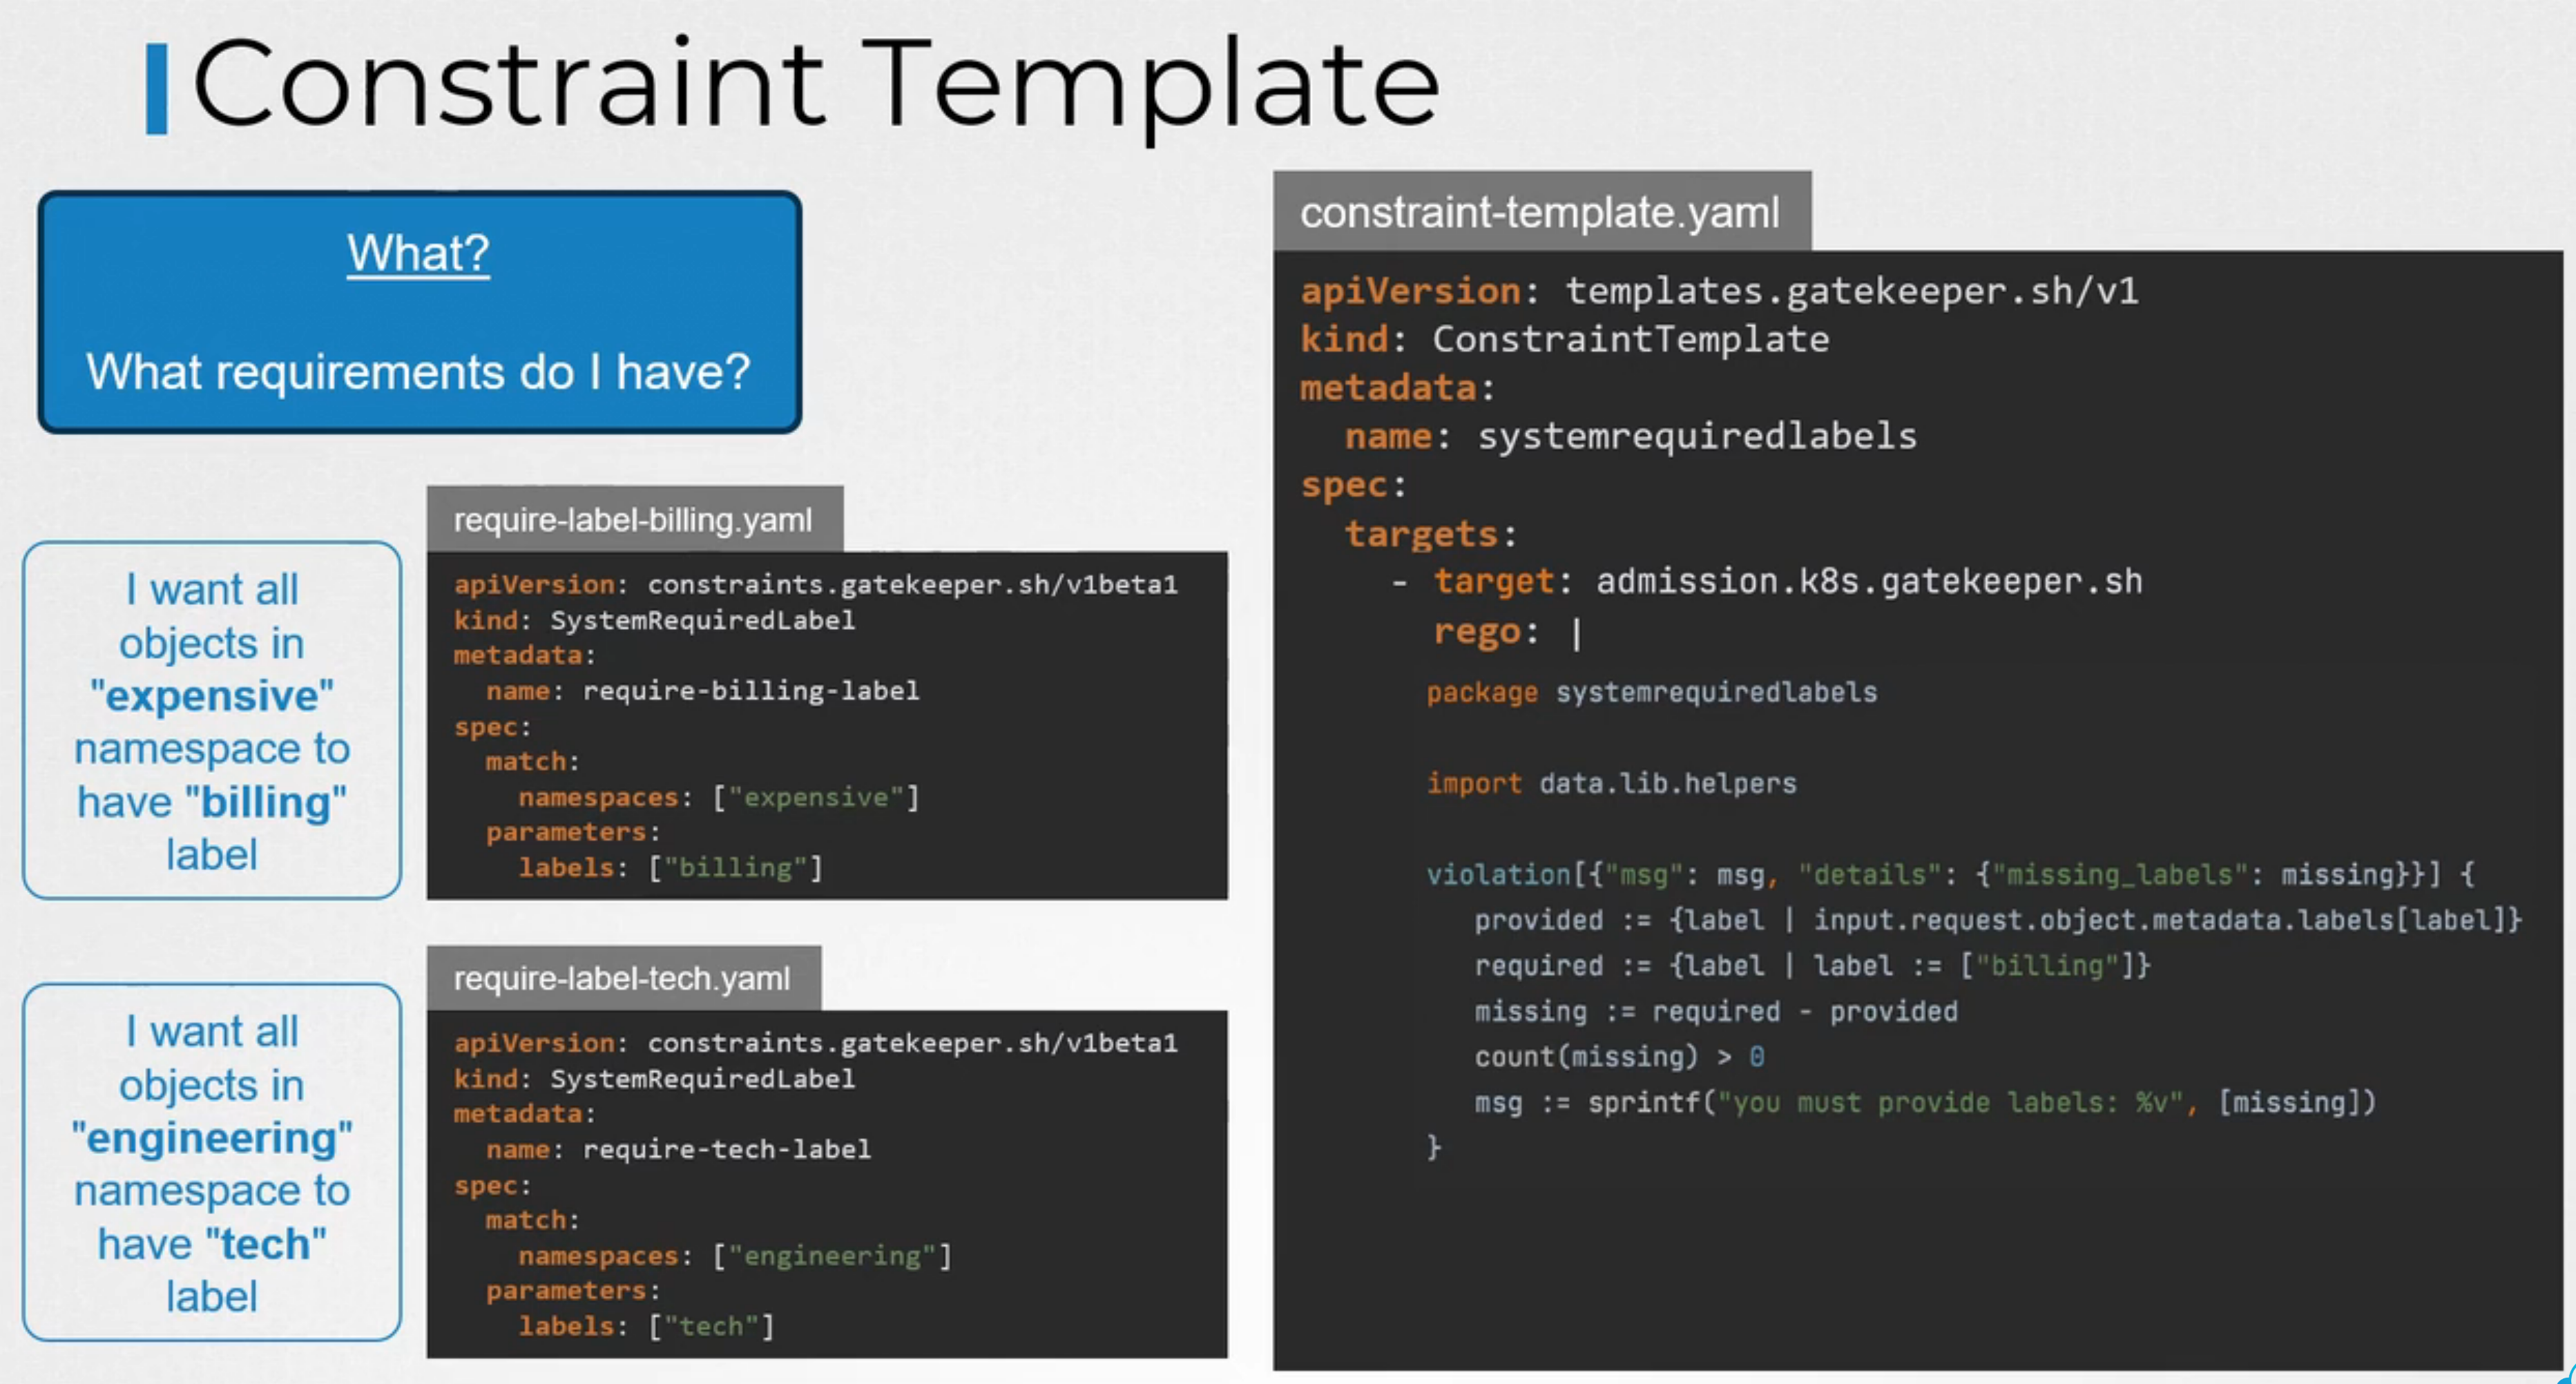 Constraint Template
What?
What requirements do I have?
I want all
objects in
"expensive"
namespace to
have "billing"
label
require-label-billing.yaml
apiVersion: constraints.gatekeeper.sh/v1beta1
kind: SystemRequiredLabel
metadata:
  name: require-billing-label
spec:
  match:
    namespaces: ["expensive"]
  parameters:
    labels: ["billing"]
I want all
objects in
"engineering"
namespace to
have "tech"
label
require-label-tech.yaml
apiVersion: constraints.gatekeeper.sh/v1beta1
kind: SystemRequiredLabel
metadata:
  name: require-tech-label
spec:
  match:
    namespaces: ["engineering"]
  parameters:
    labels: ["tech"]
constraint-template.yaml
apiVersion: templates.gatekeeper.sh/v1
kind: ConstraintTemplate
metadata:
  name: systemrequiredlabels
spec:
  targets:
    - target: admission.k8s.gatekeeper.sh
      rego: |
      package systemrequiredlabels
      import data.lib.helpers
      violation[{"msg": msg, "details": {"missing_labels": missing}}] {
         provided := {label | input.request.object.metadata.labels[label]}
         required := {label | label := ["billing"]}
         missing := required - provided
         count(missing) > 0
         msg := sprintf("you must provide labels: %v", [missing])
      }